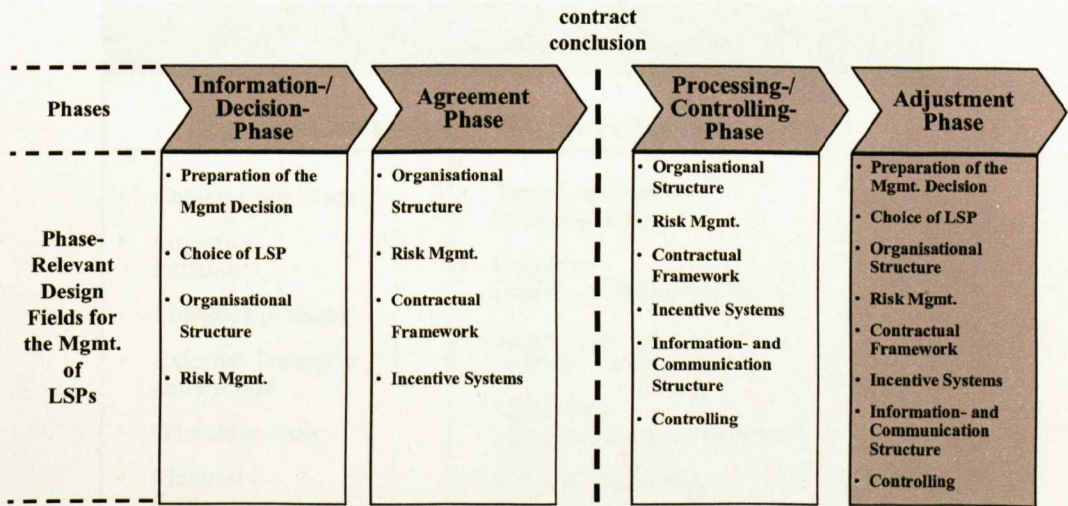 contract
conclusion
Phases
Information-/
Decision-
Phase
Agreement
Phase
Processing-/
Controlling-
Phase
Adjustment
Phase
Phase-
Relevant
Design
Fields for
the Mgmt.
of
LSPs
• Preparation of the
Mgmt Decision
• Choice of LSP
• Organisational
Structure
• Risk Mgmt.
• Organisational
Structure
• Risk Mgmt.
• Contractual
Framework
• Incentive Systems
• Organisational
Structure
• Risk Mgmt.
• Contractual
Framework
• Incentive Systems
• Information- and
Communication
Structure
• Controlling
• Preparation of the
Mgmt. Decision
• Choice of LSP
• Organisational
Structure
• Risk Mgmt.
• Contractual
Framework
• Incentive Systems
• Information- and
Communication
Structure
• Controlling